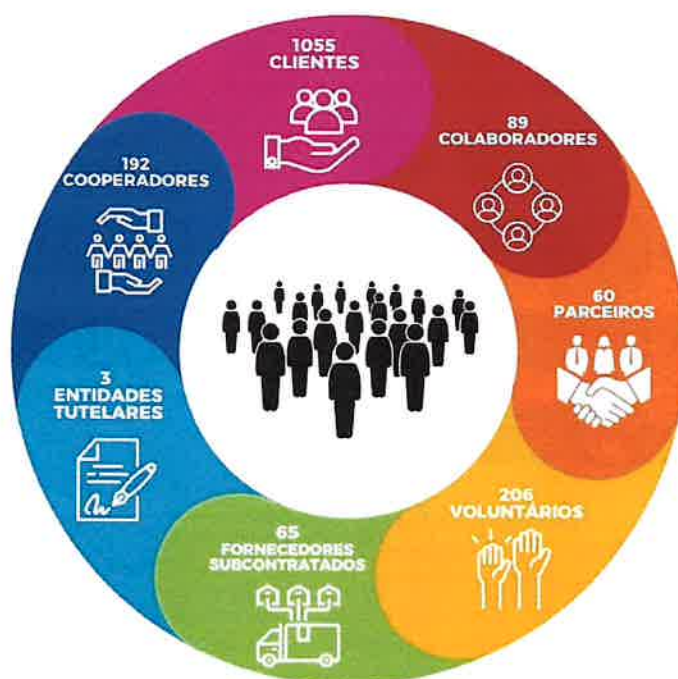 1055
CLIENTES
89
COLABORADORES
60
PARCEIROS
206
VOLUNTÁRIOS
65
FORNECEDORES
SUBCONTRATADOS
3
ENTIDADES
TUTELARES
192
COOPERADORES